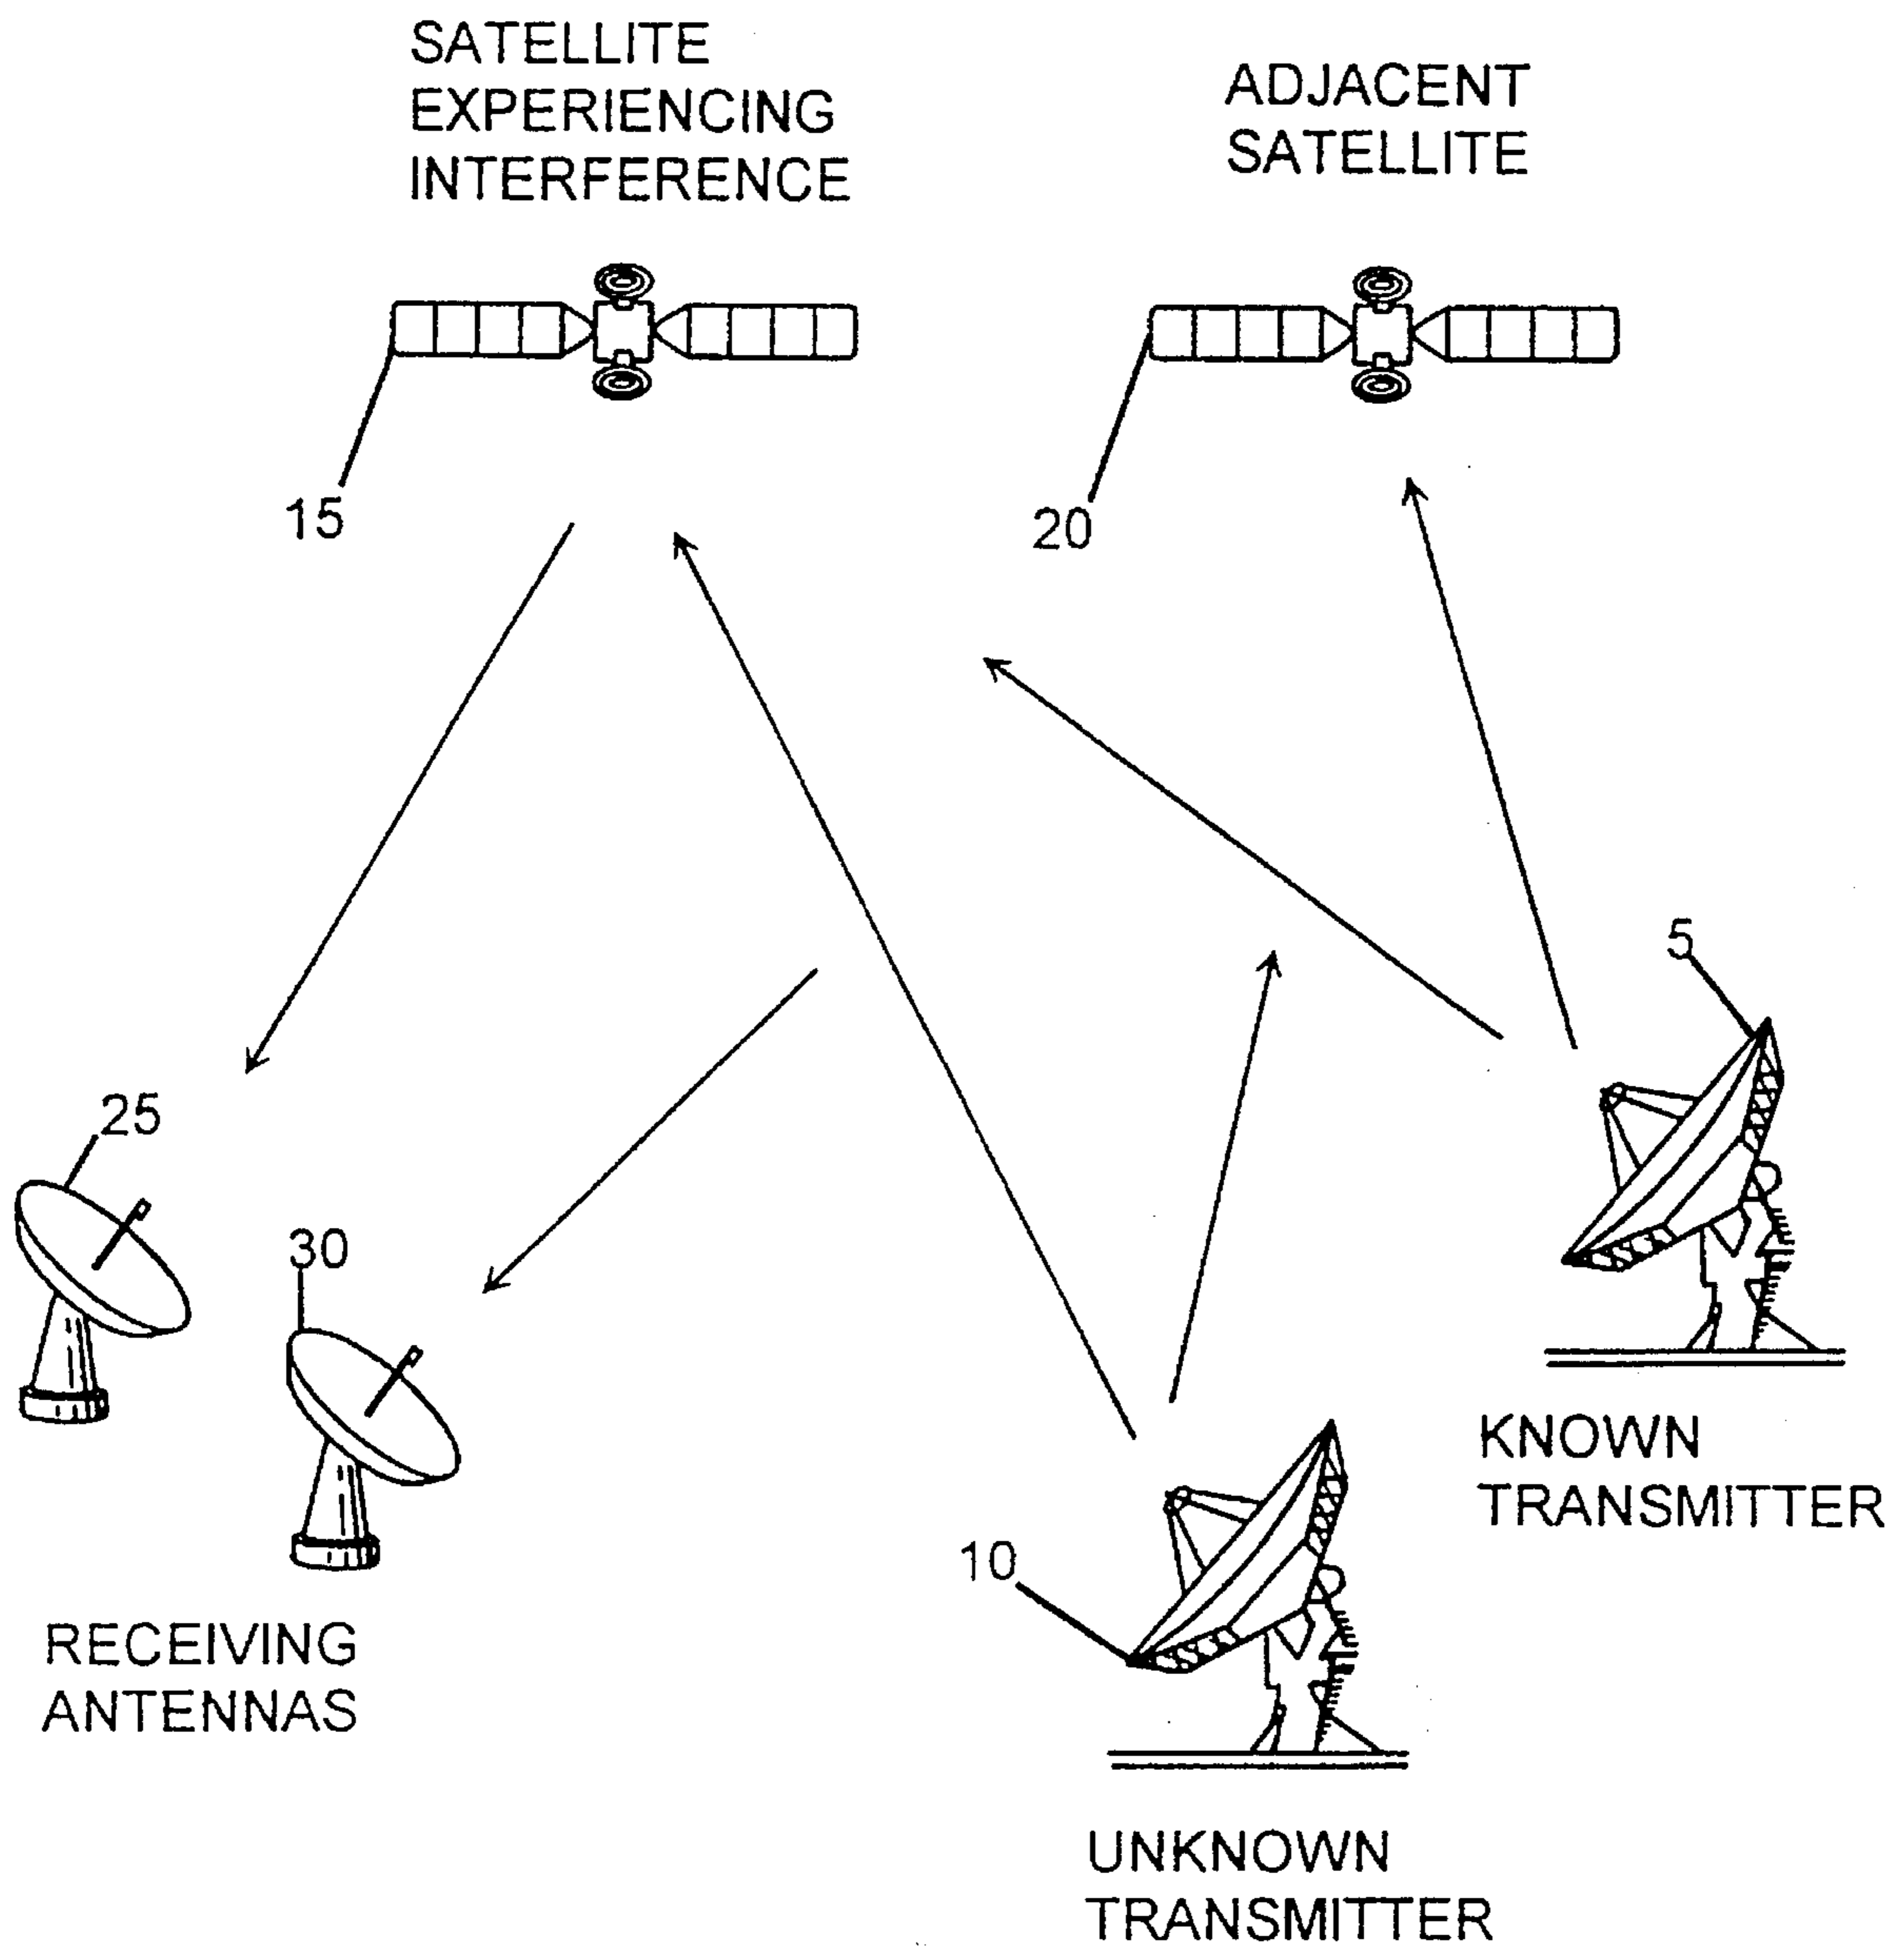 SATELLITE
EXPERIENCING
INTERFERENCE
ADJACENT
SATELLITE
15
20
5
25
30
KNOWN
TRANSMITTER
10
RECEIVING
ANTENNAS
UNKNOWN
TRANSMITTER